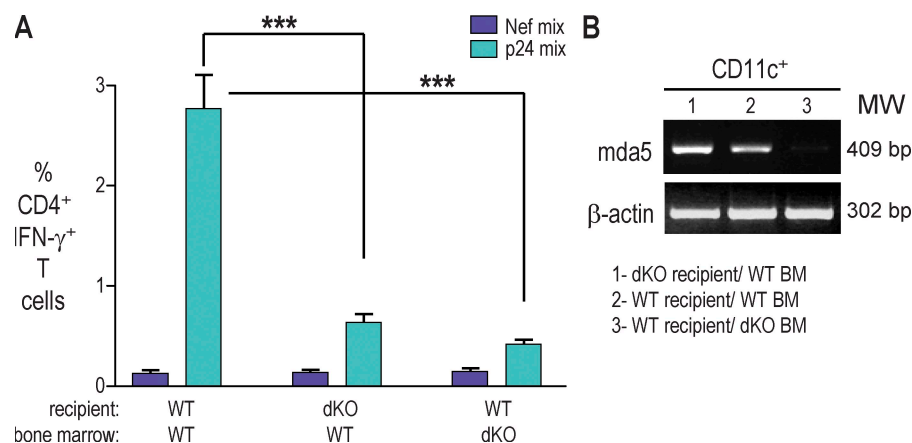 A
***
Nef mix
p24 mix
***
3
2
1
0
%
CD4+
IFN-γ+
T
cells
recipient: WT dKO WT
bone marrow: WT WT dKO
B
CD11c+
1 2 3 MW
mda5 409 bp
β-actin 302 bp
1- dKO recipient/ WT BM
2- WT recipient/ WT BM
3- WT recipient/ dKO BM